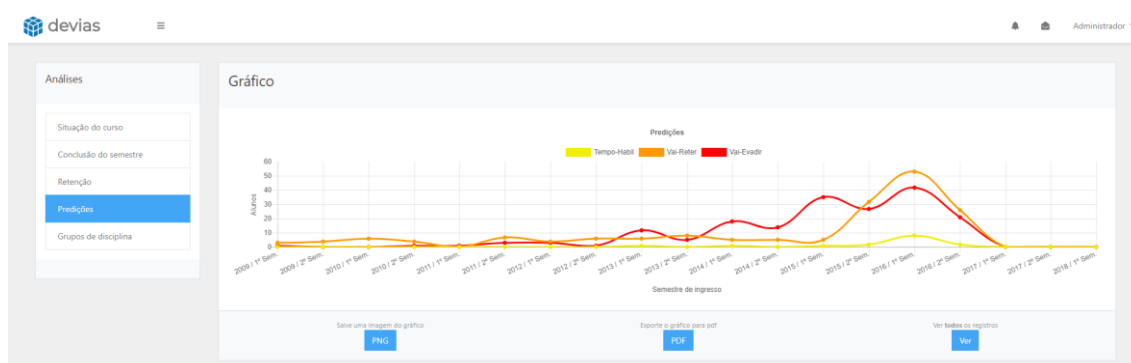 devias
Administrador
Análises
Situação do curso
Conclusão do semestre
Retenção
Predições
Grupos de disciplina
Gráfico
Predições
Tempo-Habil Vai-Reter Vai-Evadir
Alunos
60
50
40
30
20
10
0
2009 / 1º Sem. 2009 / 2º Sem. 2010 / 1º Sem. 2010 / 2º Sem. 2011 / 1º Sem. 2011 / 2º Sem. 2012 / 1º Sem. 2012 / 2º Sem. 2013 / 1º Sem. 2013 / 2º Sem. 2014 / 1º Sem. 2014 / 2º Sem. 2015 / 1º Sem. 2015 / 2º Sem. 2016 / 1º Sem. 2016 / 2º Sem. 2017 / 1º Sem. 2017 / 2º Sem. 2018 / 1º Sem.
Semestre de ingresso
Salve uma imagem do gráfico
PNG
Esporte o gráfico para pdf
PDF
Ver todos os registros
Ver